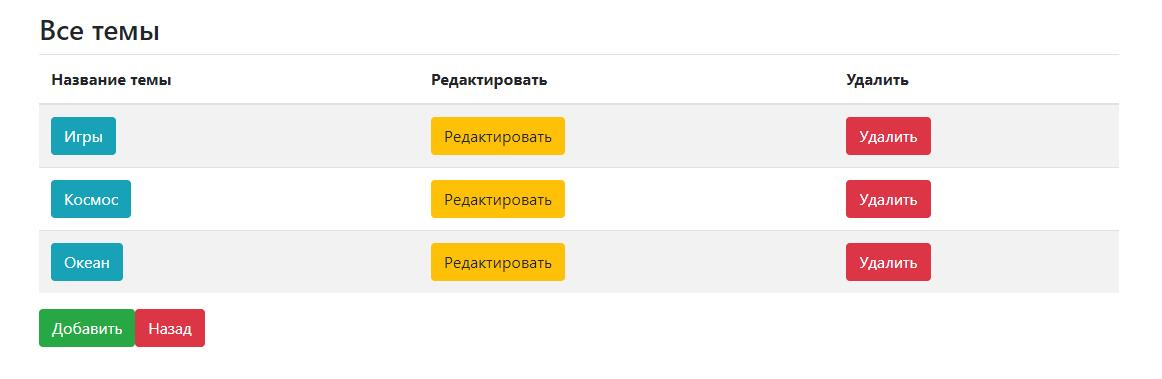 Все темы
Название темы Редактировать Удалить
Игры Редактировать Удалить
Космос Редактировать Удалить
Океан Редактировать Удалить
Добавить Назад